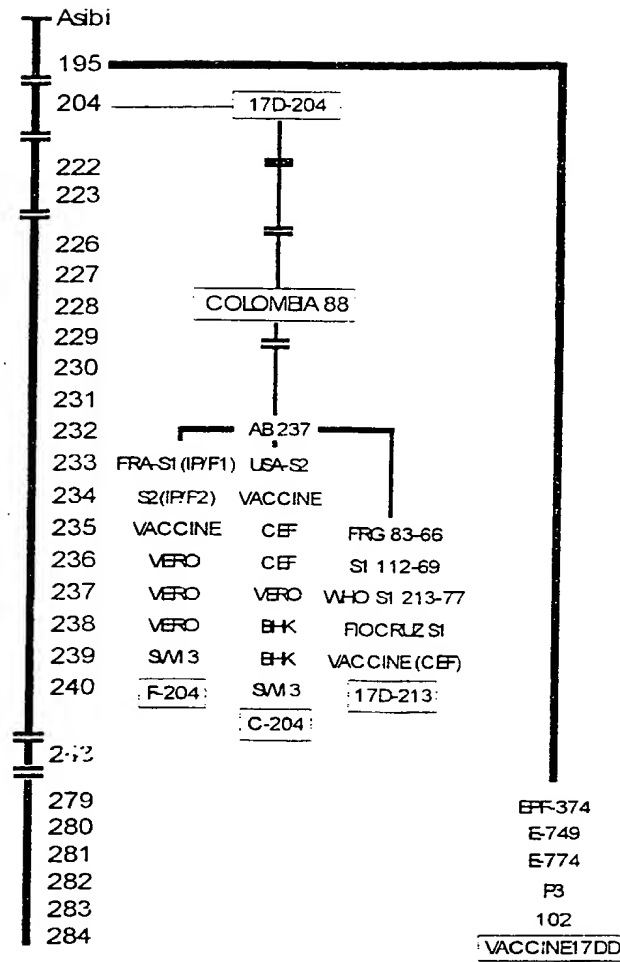 Asibi
195
204 17D-204
222
223
226
227
228 COLOMBIA 88
229
230
231
232 AB 237
233 FRA-S1 (IP/F1) USA-S2
234 S2 (IP/F2) VACCINE
235 VACCINE CEF FRG 83-66
236 VERO CEF S1 112-69
237 VERO VERO WHO S1 213-77
238 VERO BHK FIOCRUZ S1
239 SW13 BHK VACCINE (CEF)
240 F-204 SW13 17D-213
C-204
279 EPF-374
280 E-749
281 E-774
282 P3
283 102
284 VACCINE17DD